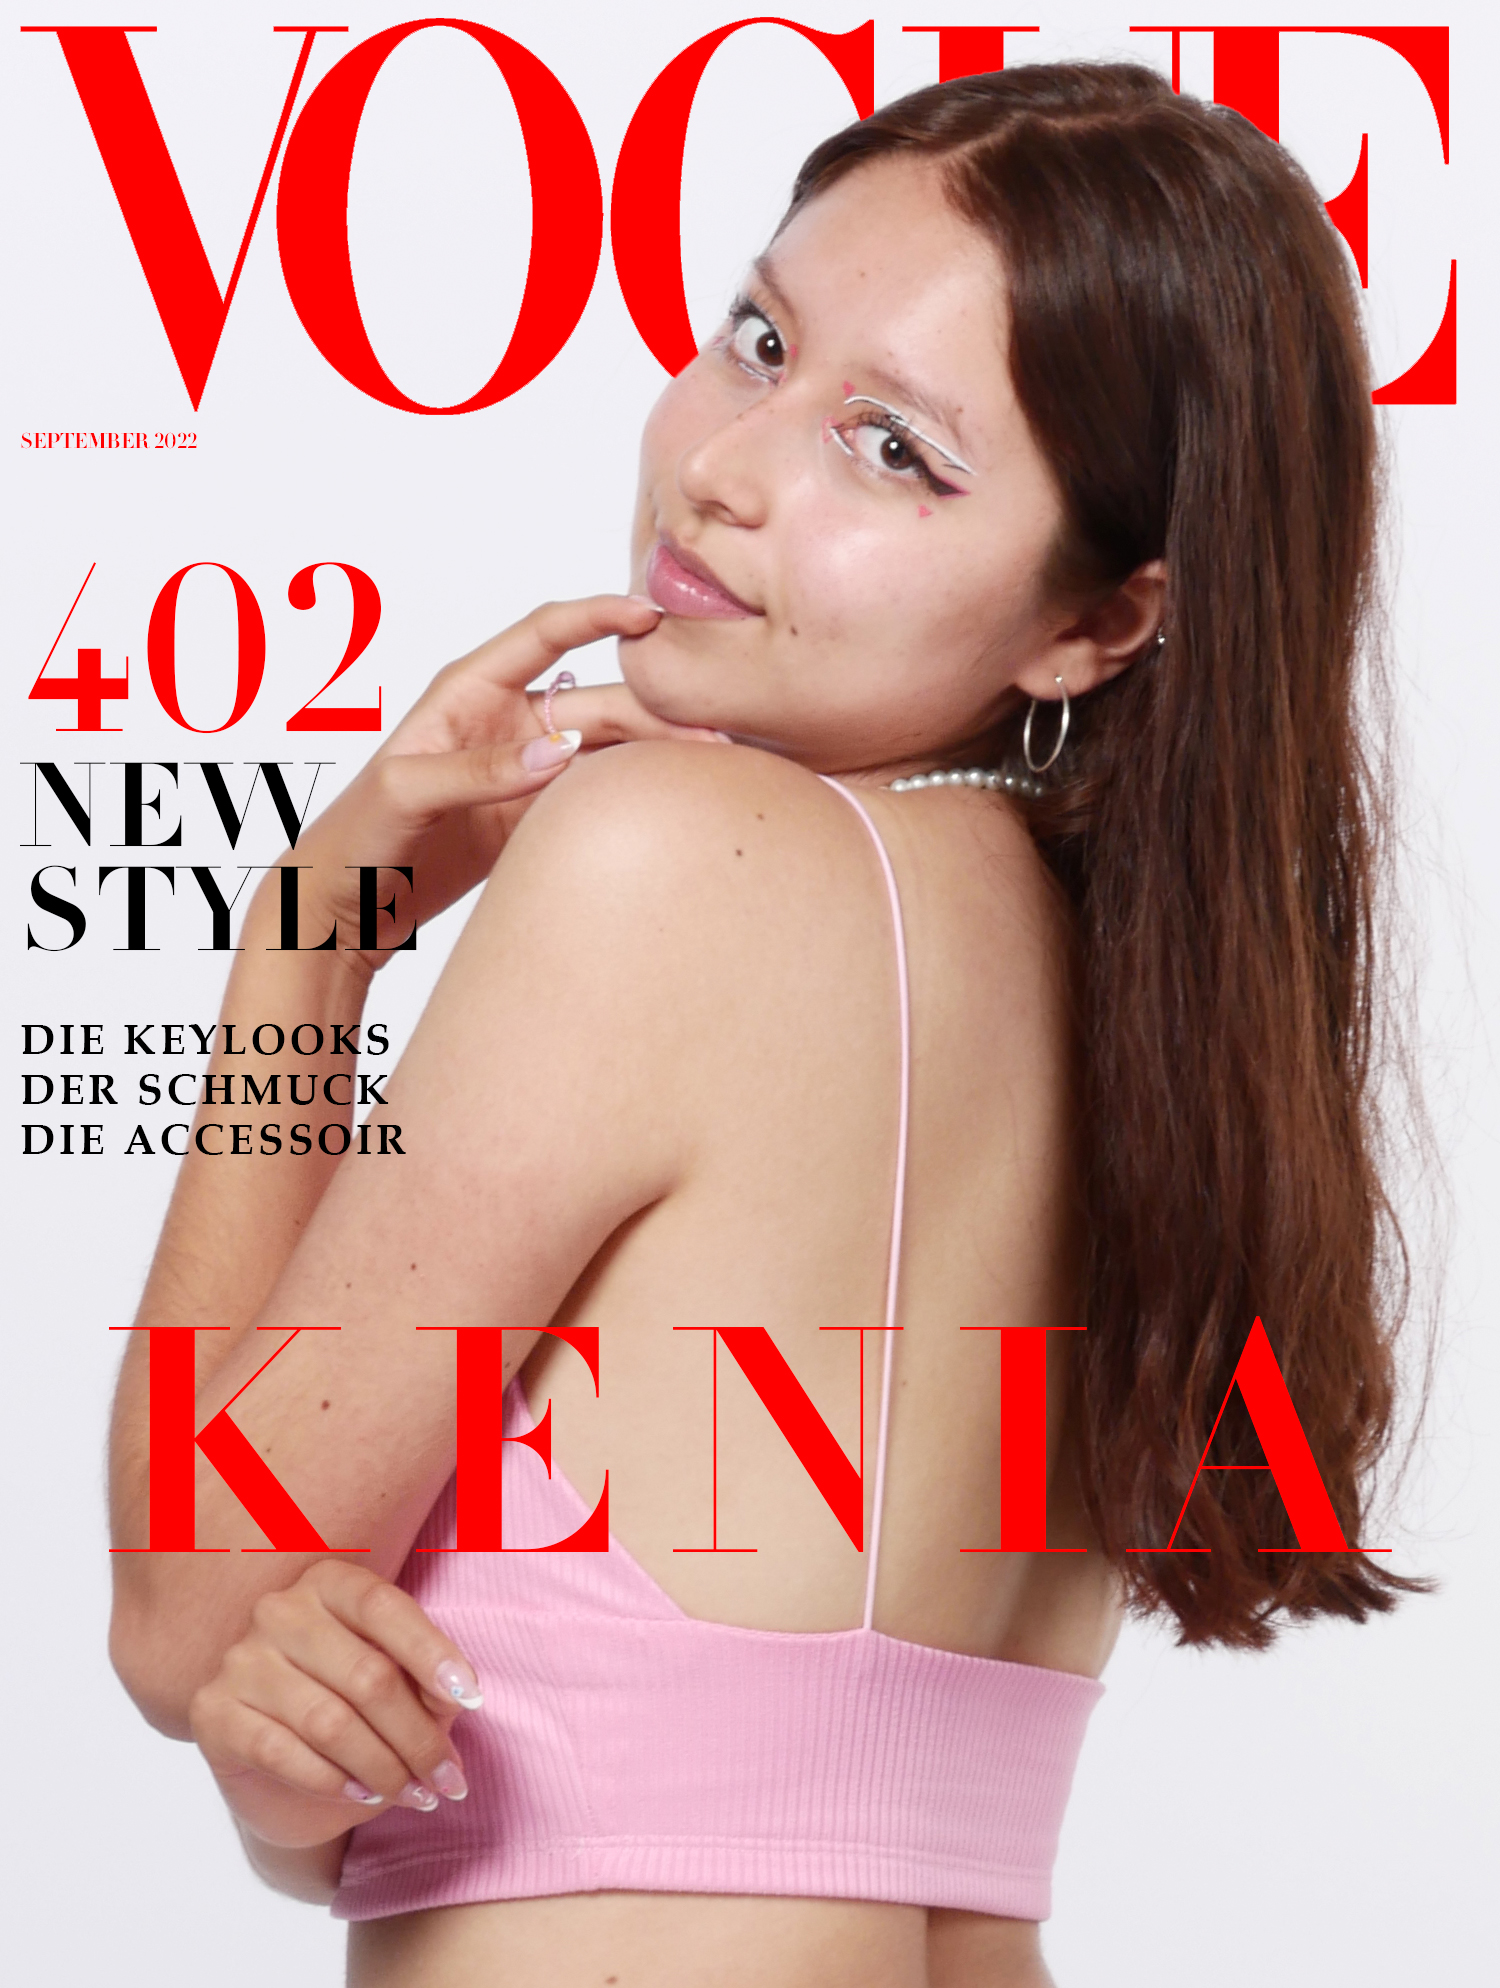 VOGUE
SEPTEMBER 2022
402
NEW
STYLE
DIE KEYLOOKS
DER SCHMUCK
DIE ACCESSOIR
KENIA